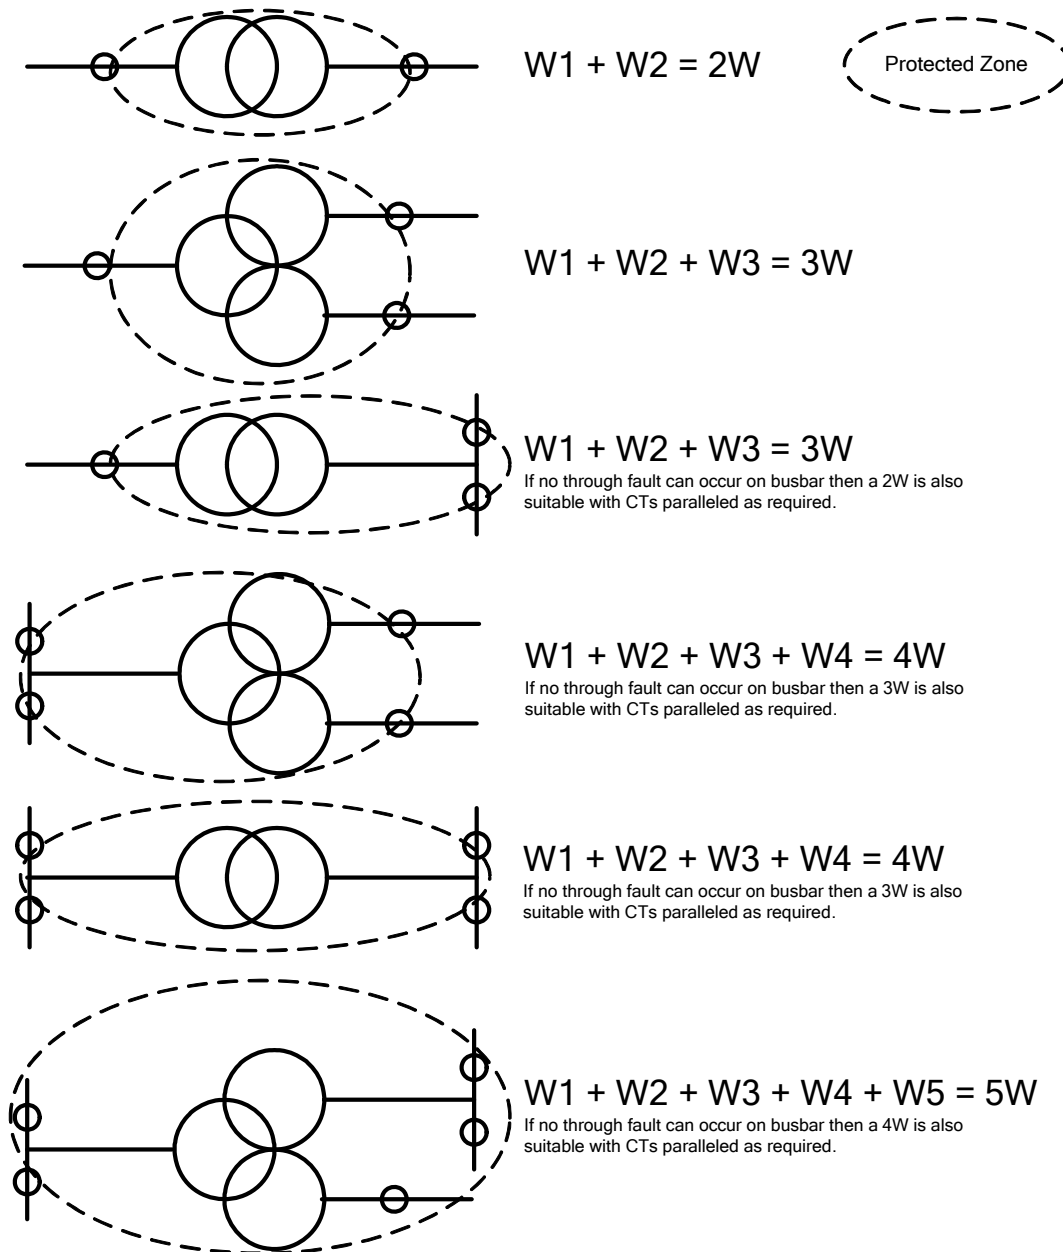 W1 + W2 = 2W
Protected Zone
W1 + W2 + W3 = 3W
W1 + W2 + W3 = 3W
If no through fault can occur on busbar then a 2W is also
suitable with CTs paralleled as required.
W1 + W2 + W3 + W4 = 4W
If no through fault can occur on busbar then a 3W is also
suitable with CTs paralleled as required.
W1 + W2 + W3 + W4 = 4W
If no through fault can occur on busbar then a 3W is also
suitable with CTs paralleled as required.
W1 + W2 + W3 + W4 + W5 = 5W
If no through fault can occur on busbar then a 4W is also
suitable with CTs paralleled as required.